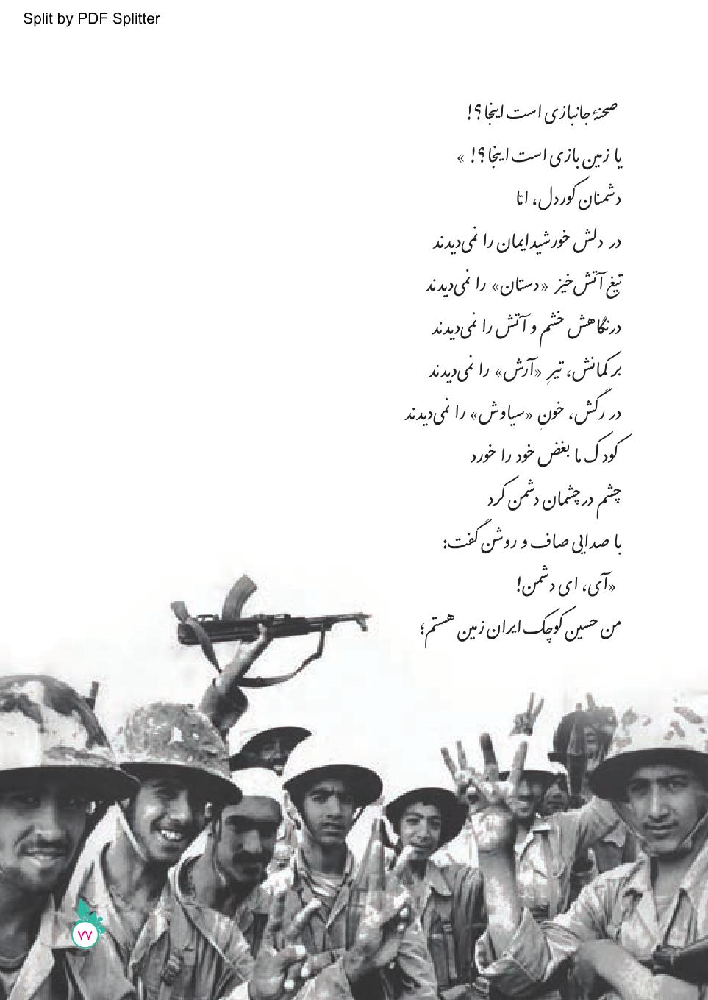 Split by PDF Splitter
صحنهٔ جانبازی است اینجا؟!
یا زمین بازی است اینجا؟! »
دشمنان کوردل، امّا
در دلش خورشید ایمان را نمی‌دیدند
تیغ آتش‌خیز «دستان» را نمی‌دیدند
در نگاهش خشم و آتش را نمی‌دیدند
بر کمانش، تیرِ «آرش» را نمی‌دیدند
در رگش، خونِ «سیاوش» را نمی‌دیدند
کودک ما بغض خود را خورد
چشم در چشمان دشمن کرد
با صدایی صاف و روشن گفت:
«آی، ای دشمن!
من حسین کوچک ایران زمین هستم؛
۷۷